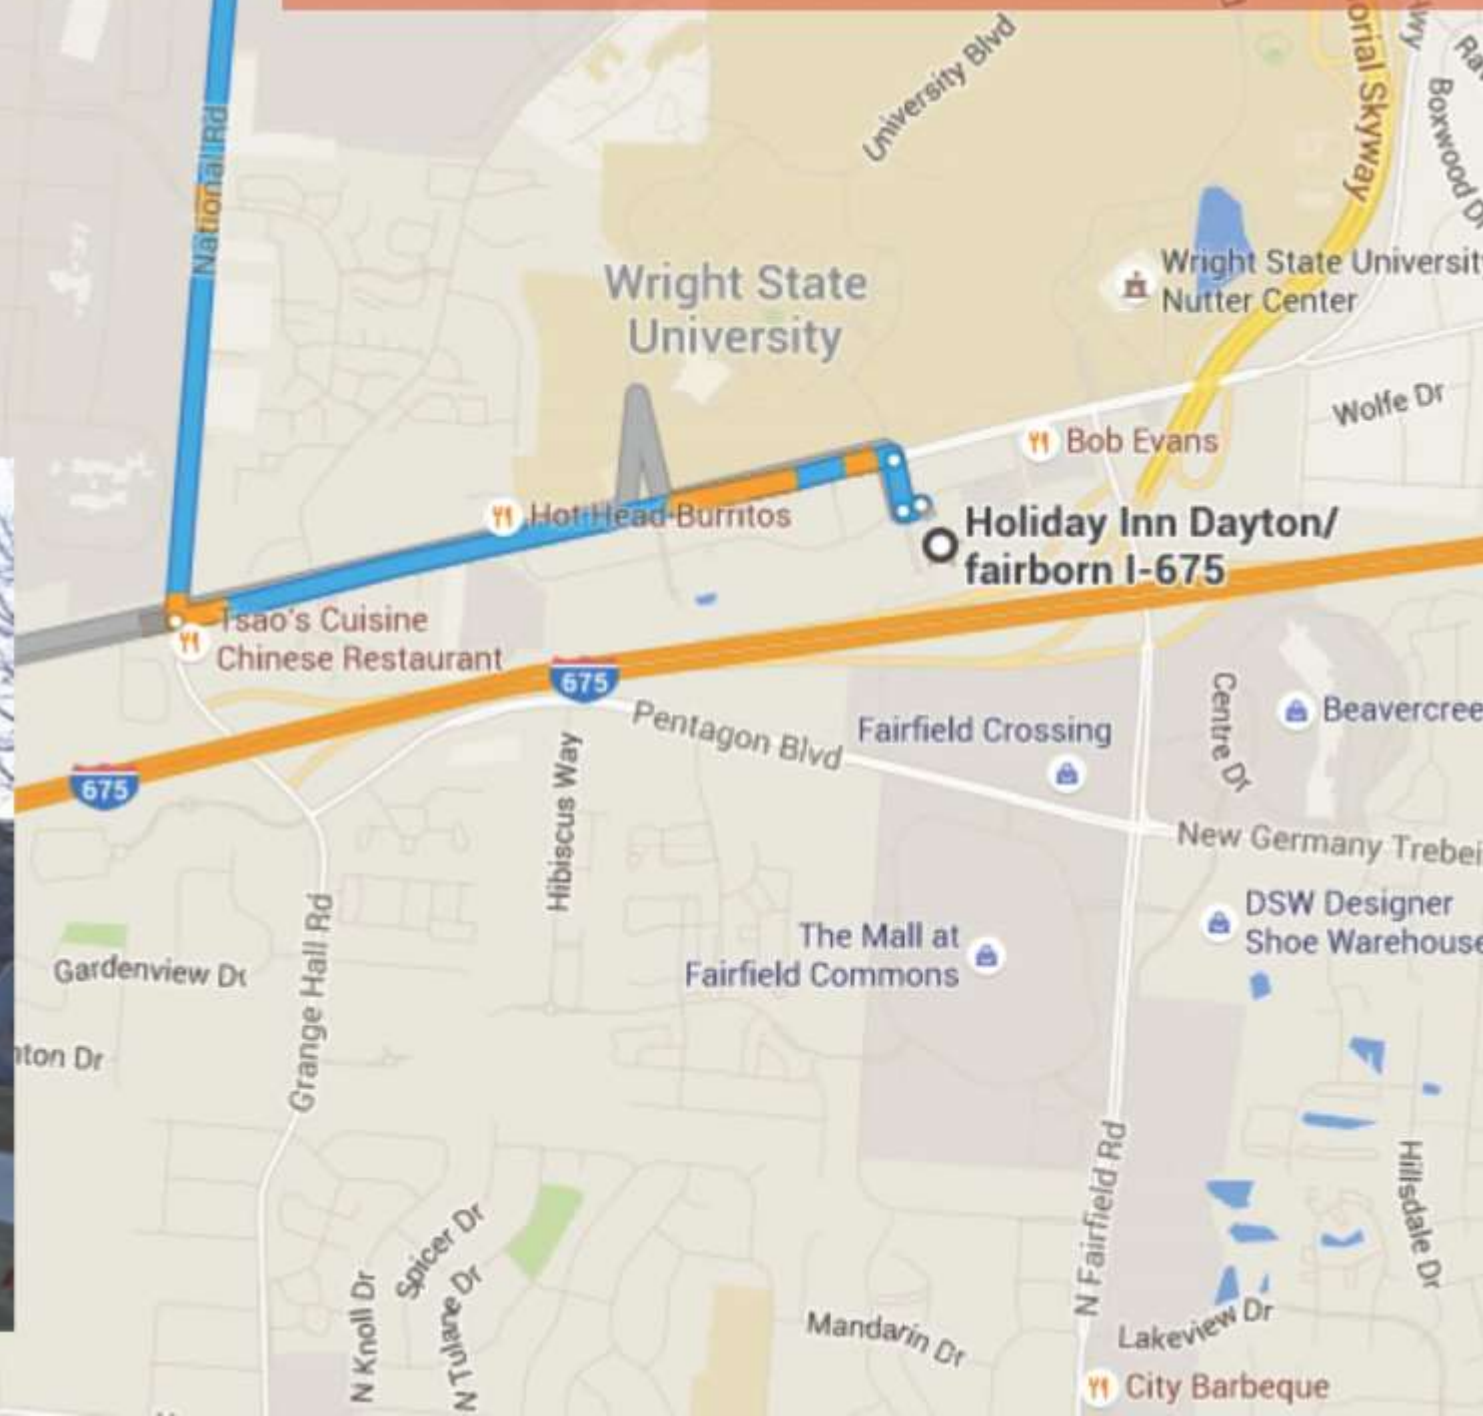 University Blvd
orial Skyway
Hwy
Boxwood Dr
National Rd
Wright State
University
Wright State Universit
Nutter Center
Wolfe Dr
Bob Evans
Hot Head Burritos
Holiday Inn Dayton/
fairborn I-675
Tsao's Cuisine
Chinese Restaurant
675
675
Pentagon Blvd
Fairfield Crossing
Centre Dr
Beavercree
Hibiscus Way
New Germany Trebei
DSW Designer
Shoe Warehouse
The Mall at
Fairfield Commons
Gardenview Dr
Grange Hall Rd
nton Dr
N Fairfield Rd
Hillsdale Dr
Spicer Dr
N Knoll Dr
N Tulane Dr
Mandarin Dr
Lakeview Dr
City Barbeque